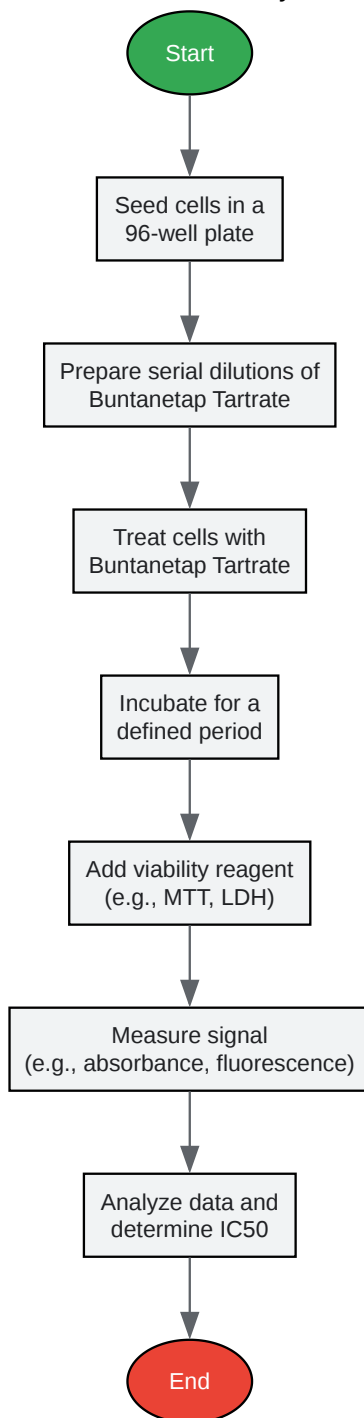 Start
Seed cells in a
96-well plate
Prepare serial dilutions of
Buntanetap Tartrate
Treat cells with
Buntanetap Tartrate
Incubate for a
defined period
Add viability reagent
(e.g., MTT, LDH)
Measure signal
(e.g., absorbance, fluorescence)
Analyze data and
determine IC50
End